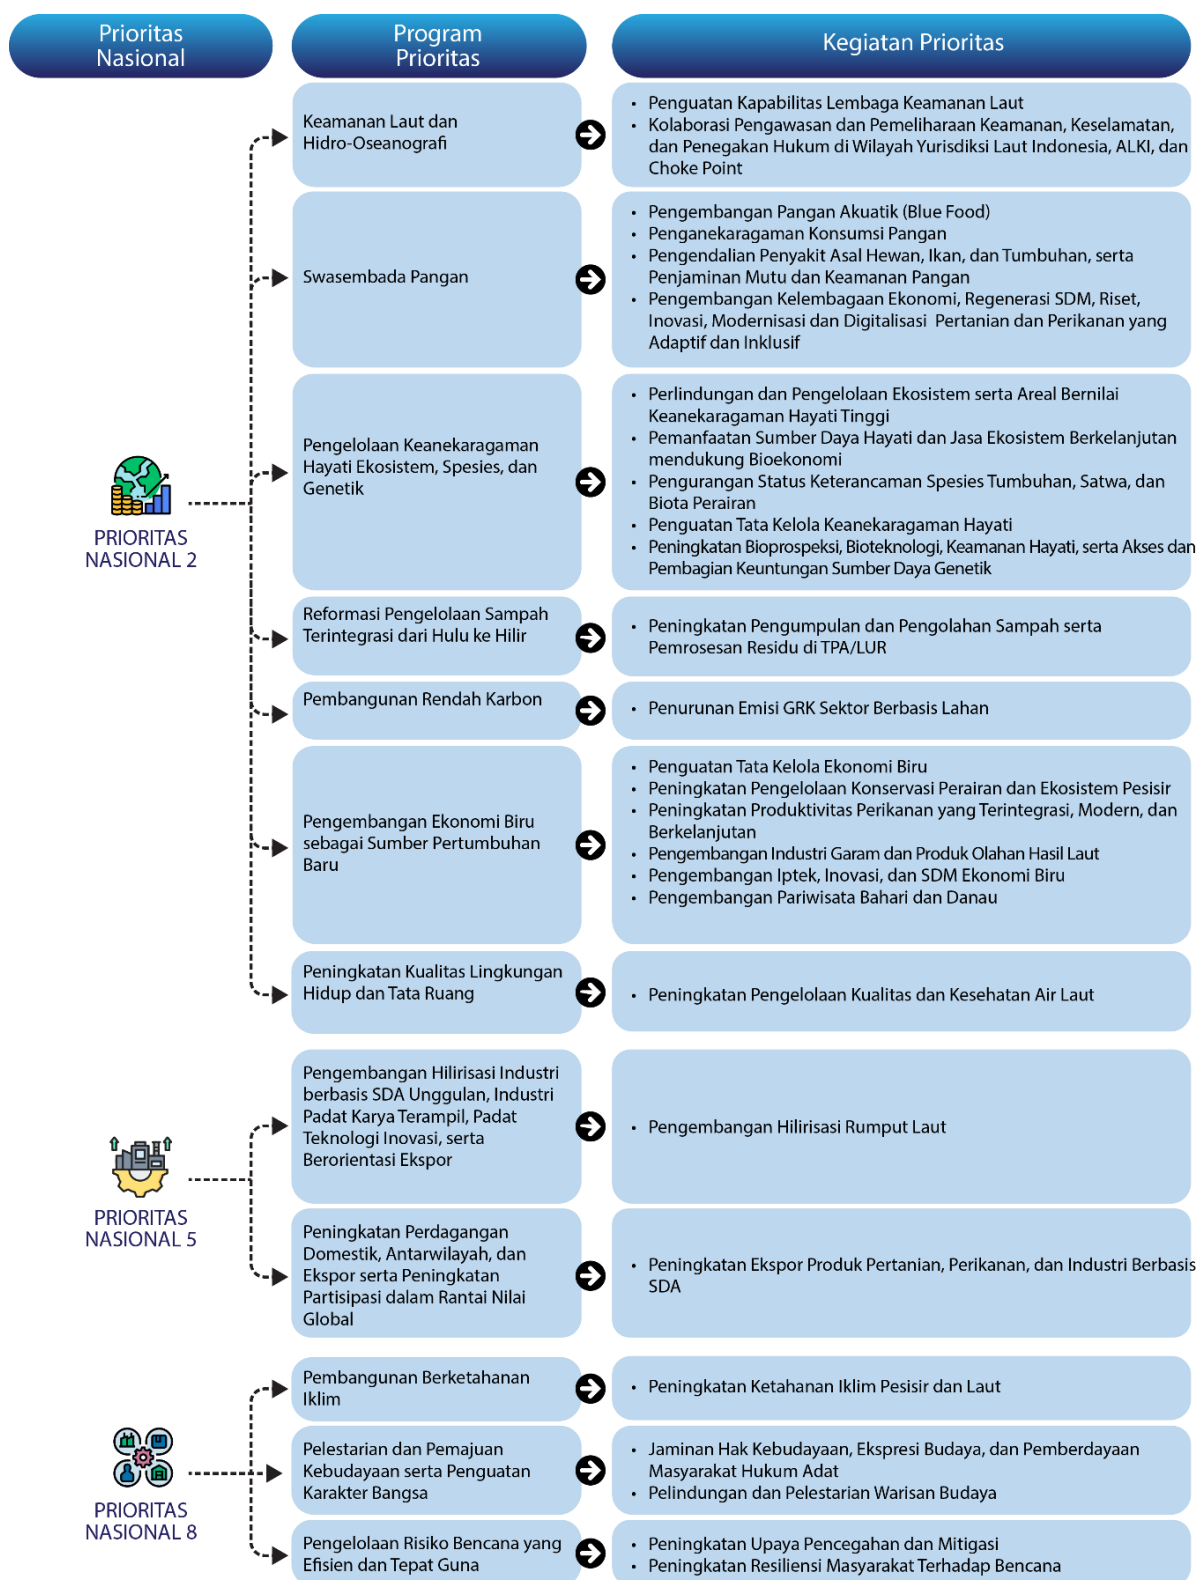 Prioritas
Nasional
Program
Prioritas
Kegiatan Prioritas
PRIORITAS
NASIONAL 2
Keamanan Laut dan
Hidro-Oseanografi
• Penguatan Kapabilitas Lembaga Keamanan Laut
• Kolaborasi Pengawasan dan Pemeliharaan Keamanan, Keselamatan,
dan Penegakan Hukum di Wilayah Yurisdiksi Laut Indonesia, ALKI, dan
Choke Point
Swasembada Pangan
• Pengembangan Pangan Akuatik (Blue Food)
• Penganekaragaman Konsumsi Pangan
• Pengendalian Penyakit Asal Hewan, Ikan, dan Tumbuhan, serta
Penjaminan Mutu dan Keamanan Pangan
• Pengembangan Kelembagaan Ekonomi, Regenerasi SDM, Riset,
Inovasi, Modernisasi dan Digitalisasi Pertanian dan Perikanan yang
Adaptif dan Inklusif
Pengelolaan Keanekaragaman
Hayati Ekosistem, Spesies, dan
Genetik
• Perlindungan dan Pengelolaan Ekosistem serta Areal Bernilai
Keanekaragaman Hayati Tinggi
• Pemanfaatan Sumber Daya Hayati dan Jasa Ekosistem Berkelanjutan
mendukung Bioekonomi
• Pengurangan Status Keterancaman Spesies Tumbuhan, Satwa, dan
Biota Perairan
• Penguatan Tata Kelola Keanekaragaman Hayati
• Peningkatan Bioprospeksi, Bioteknologi, Keamanan Hayati, serta Akses dan
Pembagian Keuntungan Sumber Daya Genetik
Reformasi Pengelolaan Sampah
Terintegrasi dari Hulu ke Hilir
• Peningkatan Pengumpulan dan Pengolahan Sampah serta
Pemrosesan Residu di TPA/LUR
Pembangunan Rendah Karbon
• Penurunan Emisi GRK Sektor Berbasis Lahan
Pengembangan Ekonomi Biru
sebagai Sumber Pertumbuhan
Baru
• Penguatan Tata Kelola Ekonomi Biru
• Peningkatan Pengelolaan Konservasi Perairan dan Ekosistem Pesisir
• Peningkatan Produktivitas Perikanan yang Terintegrasi, Modern, dan
Berkelanjutan
• Pengembangan Industri Garam dan Produk Olahan Hasil Laut
• Pengembangan Iptek, Inovasi, dan SDM Ekonomi Biru
• Pengembangan Pariwisata Bahari dan Danau
Peningkatan Kualitas Lingkungan
Hidup dan Tata Ruang
• Peningkatan Pengelolaan Kualitas dan Kesehatan Air Laut
PRIORITAS
NASIONAL 5
Pengembangan Hilirisasi Industri
berbasis SDA Unggulan, Industri
Padat Karya Terampil, Padat
Teknologi Inovasi, serta
Berorientasi Ekspor
• Pengembangan Hilirisasi Rumput Laut
Peningkatan Perdagangan
Domestik, Antarwilayah, dan
Ekspor serta Peningkatan
Partisipasi dalam Rantai Nilai
Global
• Peningkatan Ekspor Produk Pertanian, Perikanan, dan Industri Berbasis
SDA
PRIORITAS
NASIONAL 8
Pembangunan Berketahanan
Iklim
• Peningkatan Ketahanan Iklim Pesisir dan Laut
Pelestarian dan Pemajuan
Kebudayaan serta Penguatan
Karakter Bangsa
• Jaminan Hak Kebudayaan, Ekspresi Budaya, dan Pemberdayaan
Masyarakat Hukum Adat
• Pelindungan dan Pelestarian Warisan Budaya
Pengelolaan Risiko Bencana yang
Efisien dan Tepat Guna
• Peningkatan Upaya Pencegahan dan Mitigasi
• Peningkatan Resiliensi Masyarakat Terhadap Bencana